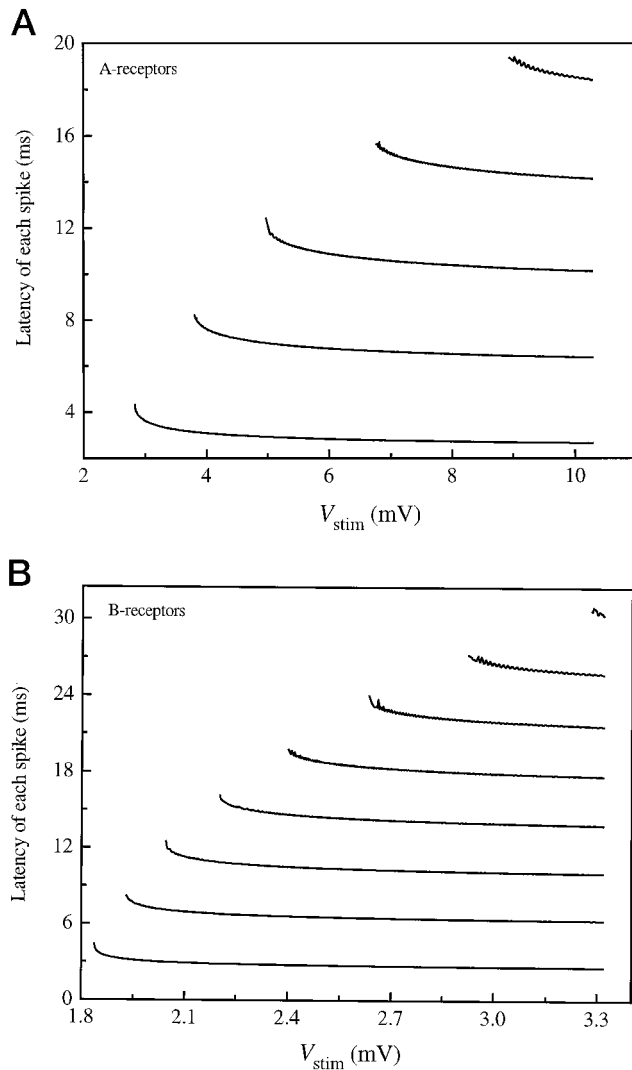 A
A-receptors
Latency of each spike (ms)
20
16
12
8
4
2
4
6
8
10
V_stim (mV)
B
B-receptors
Latency of each spike (ms)
30
24
18
12
6
0
1.8
2.1
2.4
2.7
3.0
3.3
V_stim (mV)